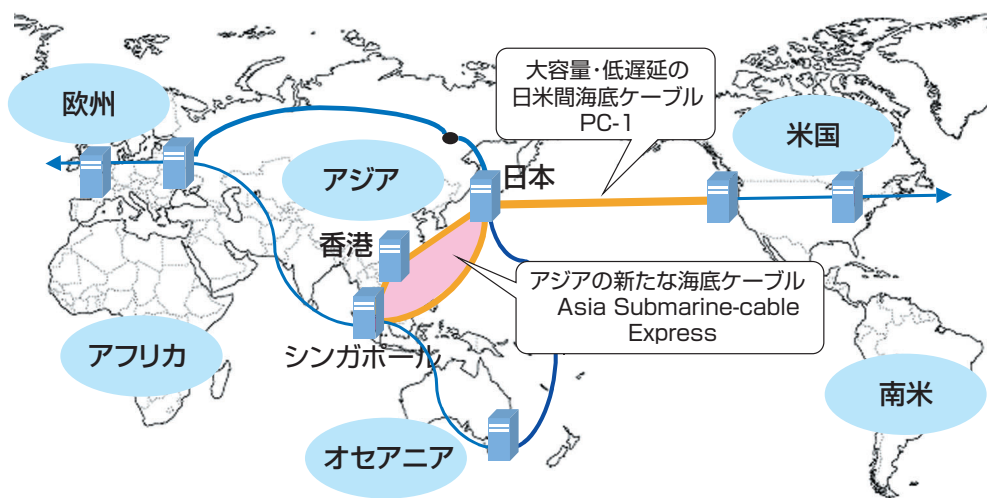 大容量・低遅延の
日米間海底ケーブル
PC-1
欧州
米国
アジア
日本
香港
アジアの新たな海底ケーブル
Asia Submarine-cable
Express
シンガポール
アフリカ
南米
オセアニア